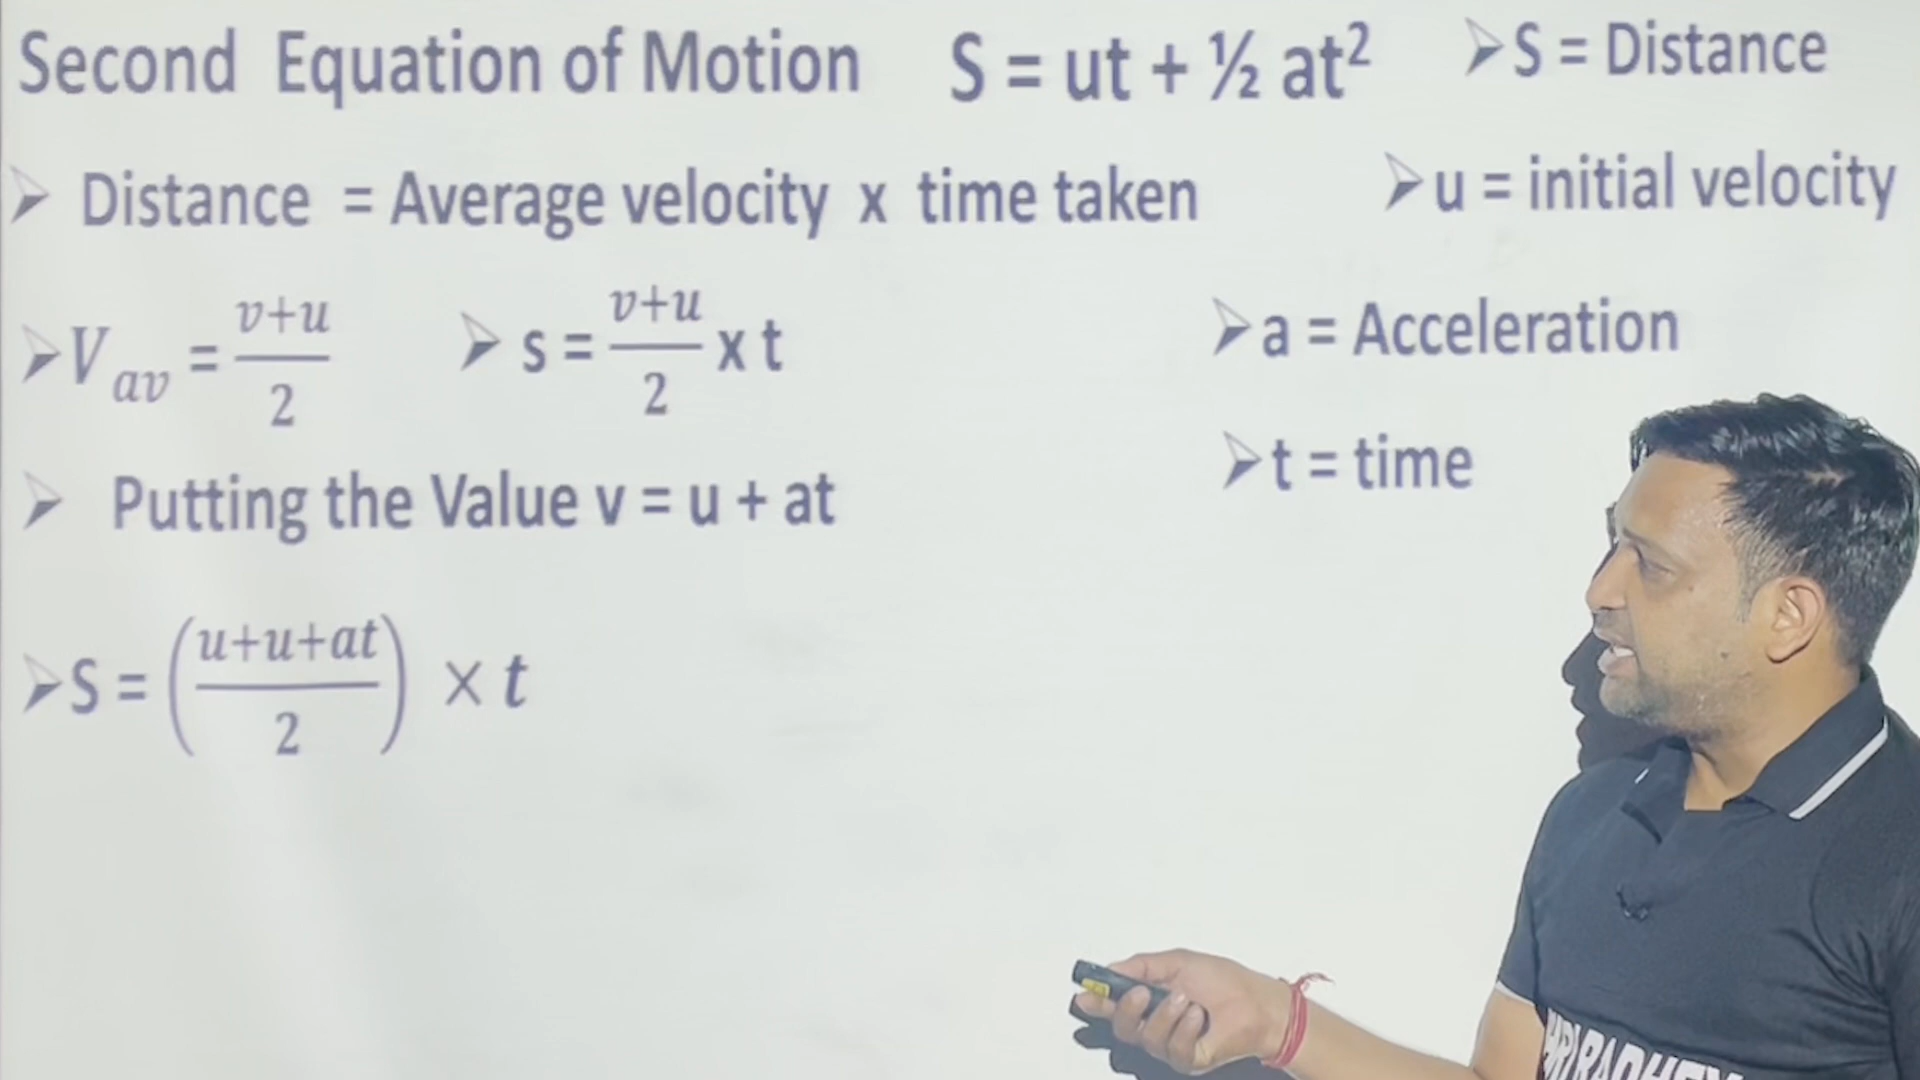 Second Equation of Motion S = ut + ½ at² ➢S = Distance
➢ Distance = Average velocity x time taken
➢u = initial velocity
➢V_av = (v+u)/2 ➢ s = (v+u)/2 x t
➢a = Acceleration
➢t = time
➢ Putting the Value v = u + at
➢S = ((u+u+at)/2) × t